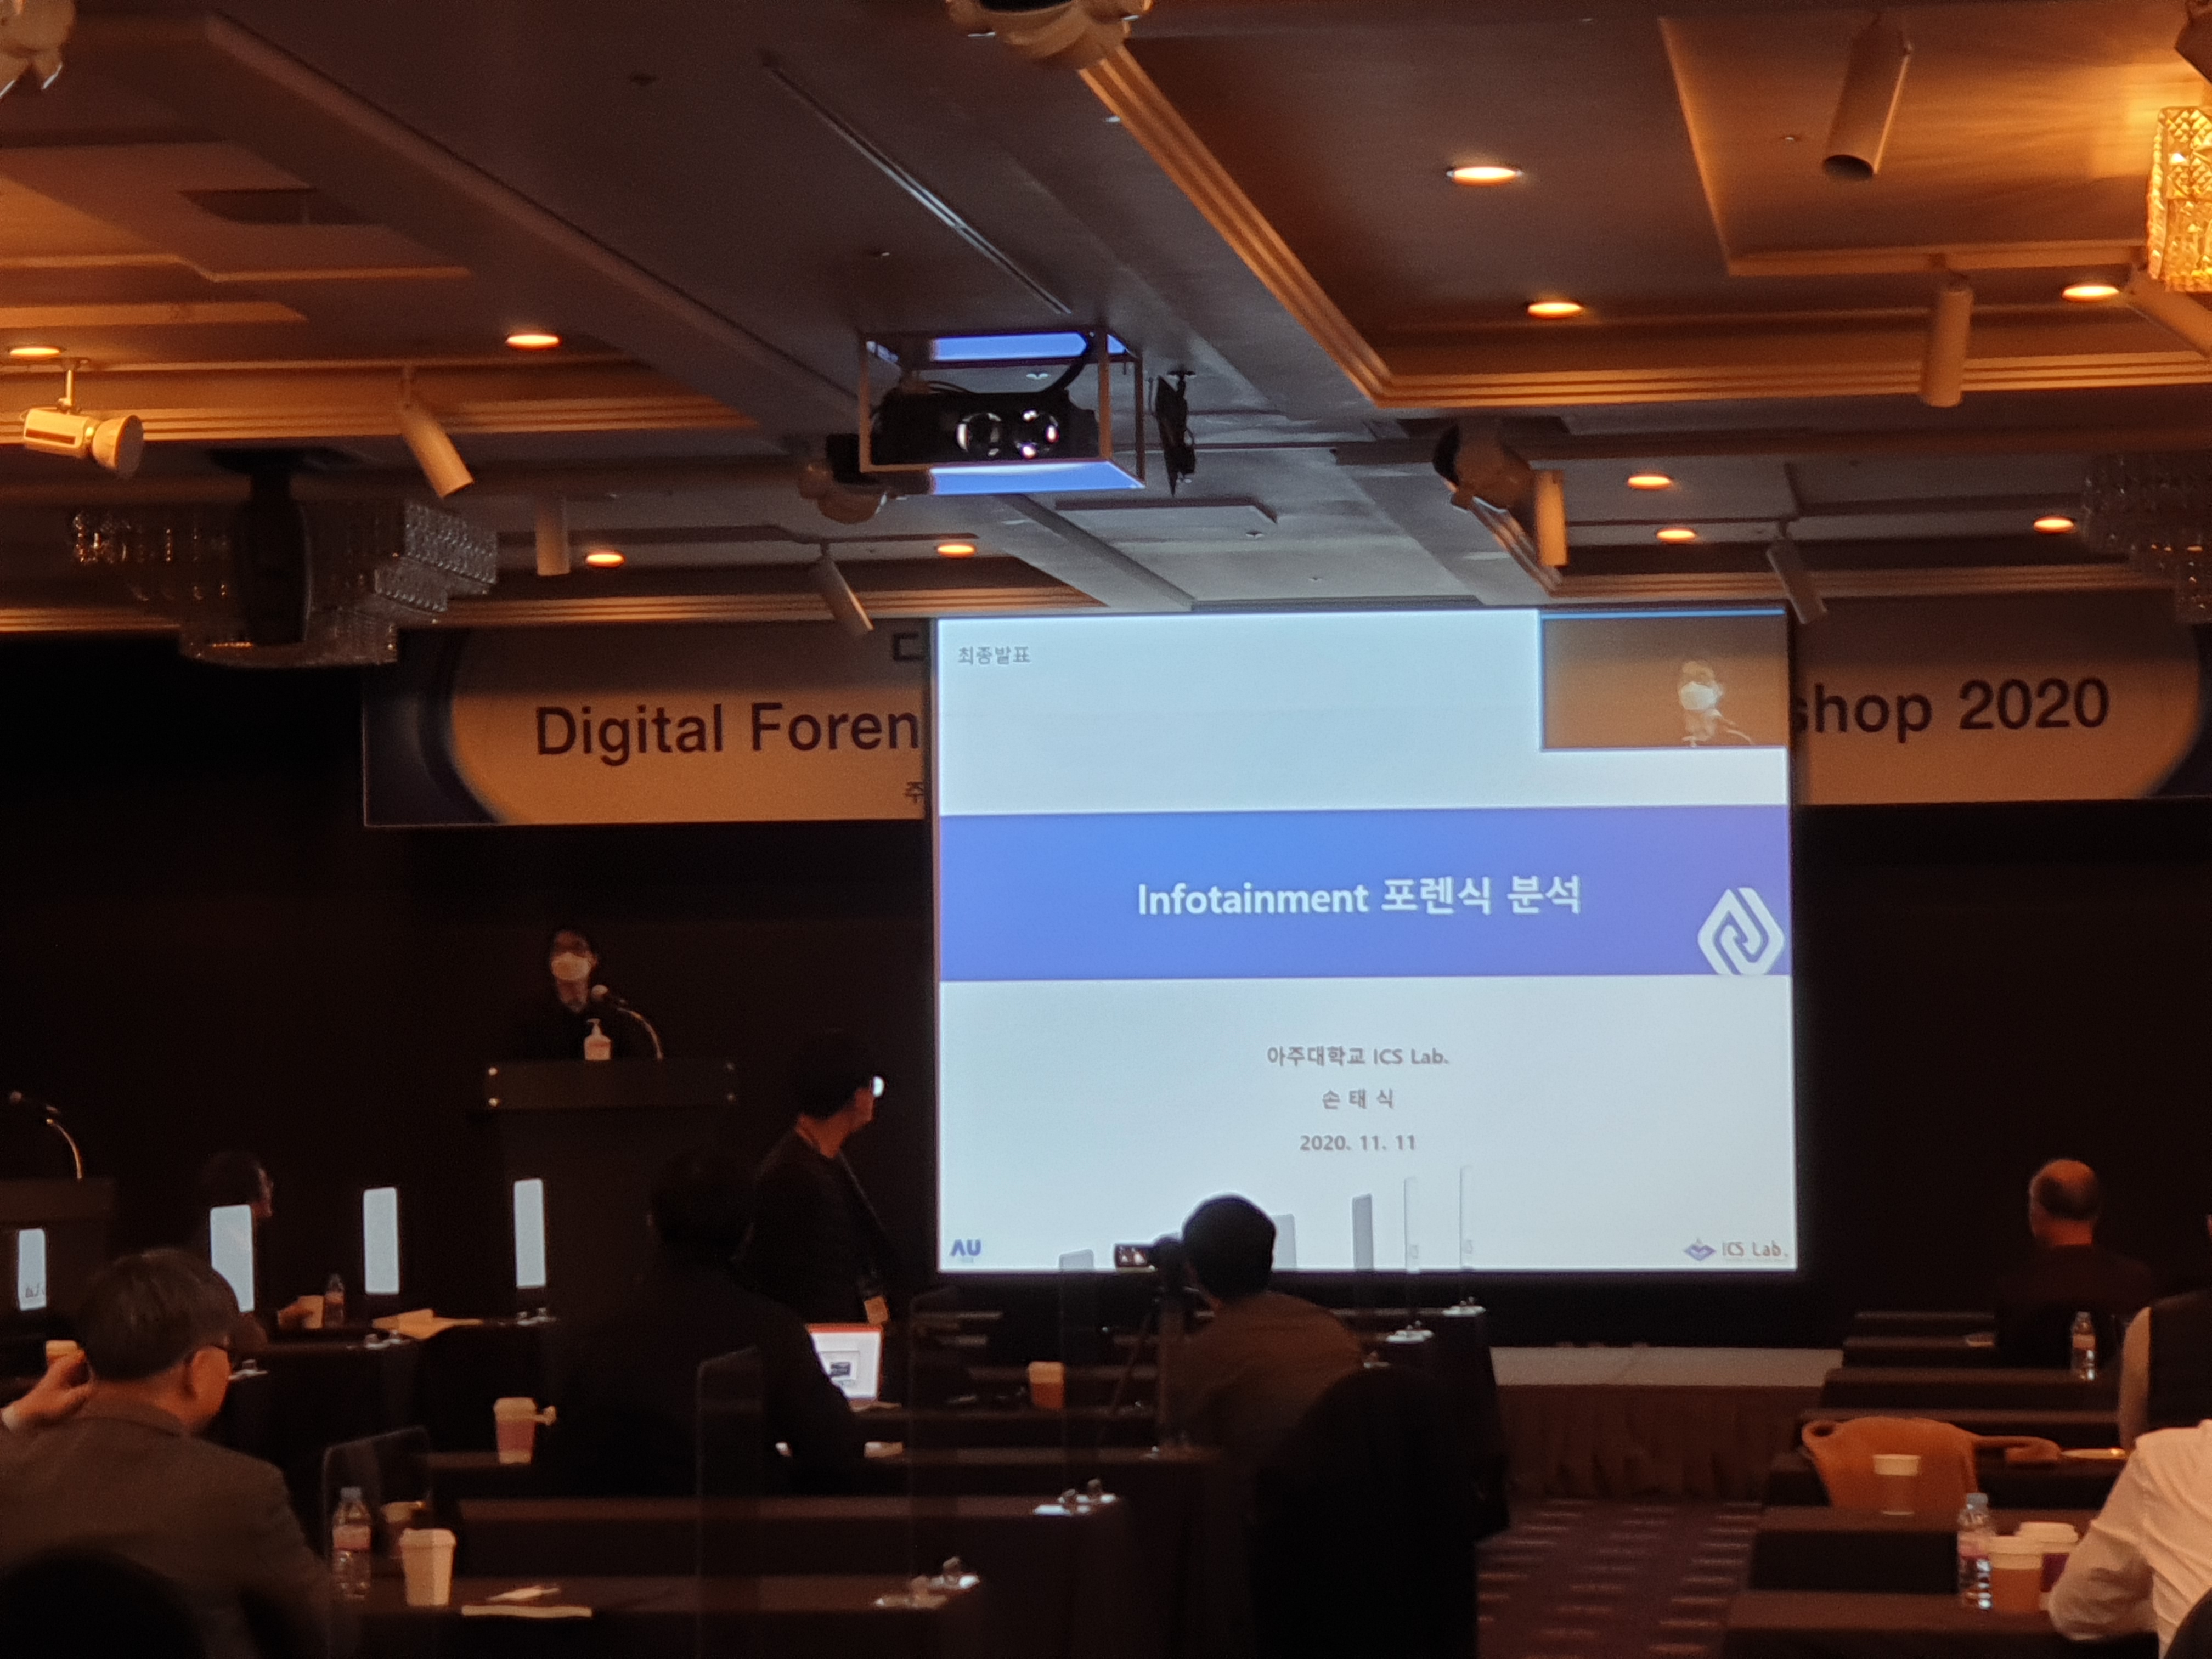 최종발표
Digital Foren
shop 2020
주
Infotainment 포렌식 분석
아주대학교 ICS Lab.
손 태 식
2020. 11. 11
AU
ICS Lab.